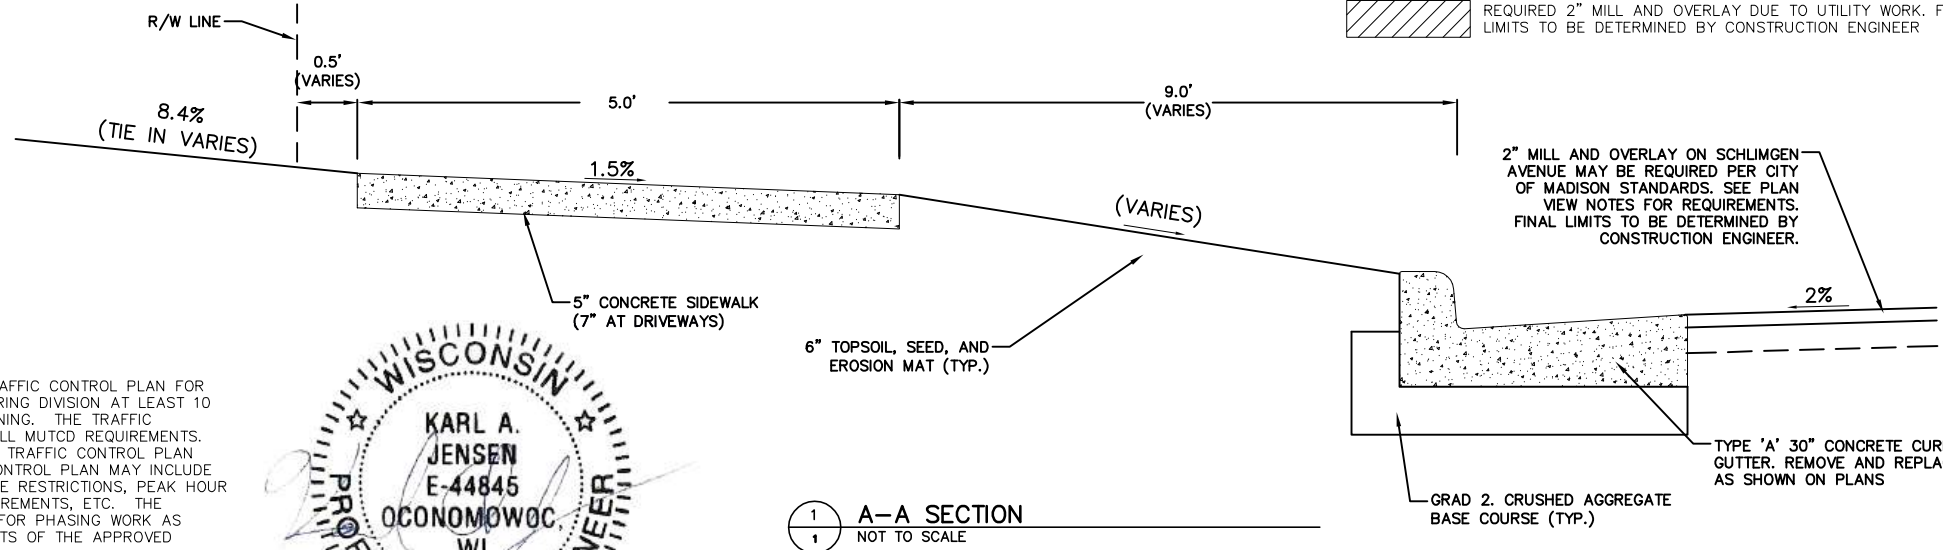 REQUIRED 2" MILL AND OVERLAY DUE TO UTILITY WORK.
LIMITS TO BE DETERMINED BY CONSTRUCTION ENGINEER
R/W LINE
0.5'
(VARIES)
5.0'
9.0'
(VARIES)
8.4%
(TIE IN VARIES)
1.5%
(VARIES)
2" MILL AND OVERLAY ON SCHLIMGEN
AVENUE MAY BE REQUIRED PER CITY
OF MADISON STANDARDS. SEE PLAN
VIEW NOTES FOR REQUIREMENTS.
FINAL LIMITS TO BE DETERMINED BY
CONSTRUCTION ENGINEER.
2%
5" CONCRETE SIDEWALK
(7" AT DRIVEWAYS)
6" TOPSOIL, SEED, AND
EROSION MAT (TYP.)
TYPE 'A' 30" CONCRETE
GUTTER. REMOVE AND
AS SHOWN ON PLANS
GRAD 2. CRUSHED AGGREGATE
BASE COURSE (TYP.)
TRAFFIC CONTROL PLAN FOR
DIVISION AT LEAST 10
THE TRAFFIC
MUTCD REQUIREMENTS.
TRAFFIC CONTROL PLAN
CONTROL PLAN MAY INCLUDE
RESTRICTIONS, PEAK HOUR
ETC. THE
FOR PHASING WORK AS
OF THE APPROVED
WISCONSIN
KARL A.
JENSEN
E-44845
OCONOMOWOC,
WI
1
1
A-A SECTION
NOT TO SCALE